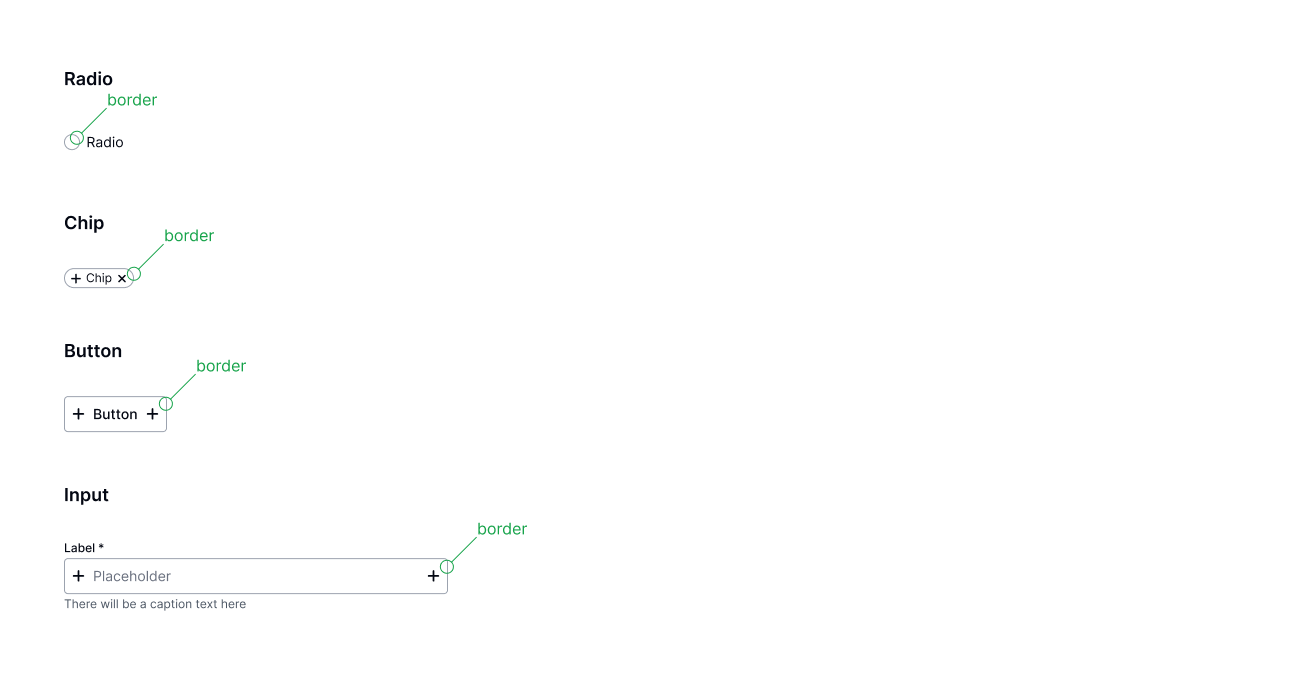 Radio
border
Radio
Chip
border
Chip
Button
border
Button
Input
border
Label *
Placeholder
There will be a caption text here